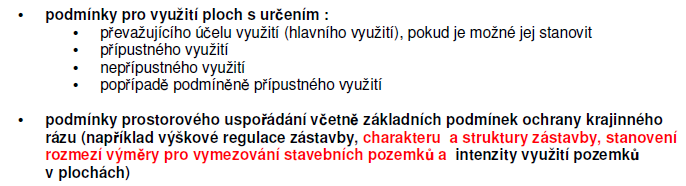 • podmínky pro využití ploch s určením :
• převažujícího účelu využití (hlavního využití), pokud je možné jej stanovit
• přípustného využití
• nepřípustného využití
• popřípadě podmíněně přípustného využití
• podmínky prostorového uspořádání včetně základních podmínek ochrany krajinného
rázu (například výškové regulace zástavby, charakteru a struktury zástavby, stanovení
rozmezí výměry pro vymezování stavebních pozemků a intenzity využití pozemků
v plochách)